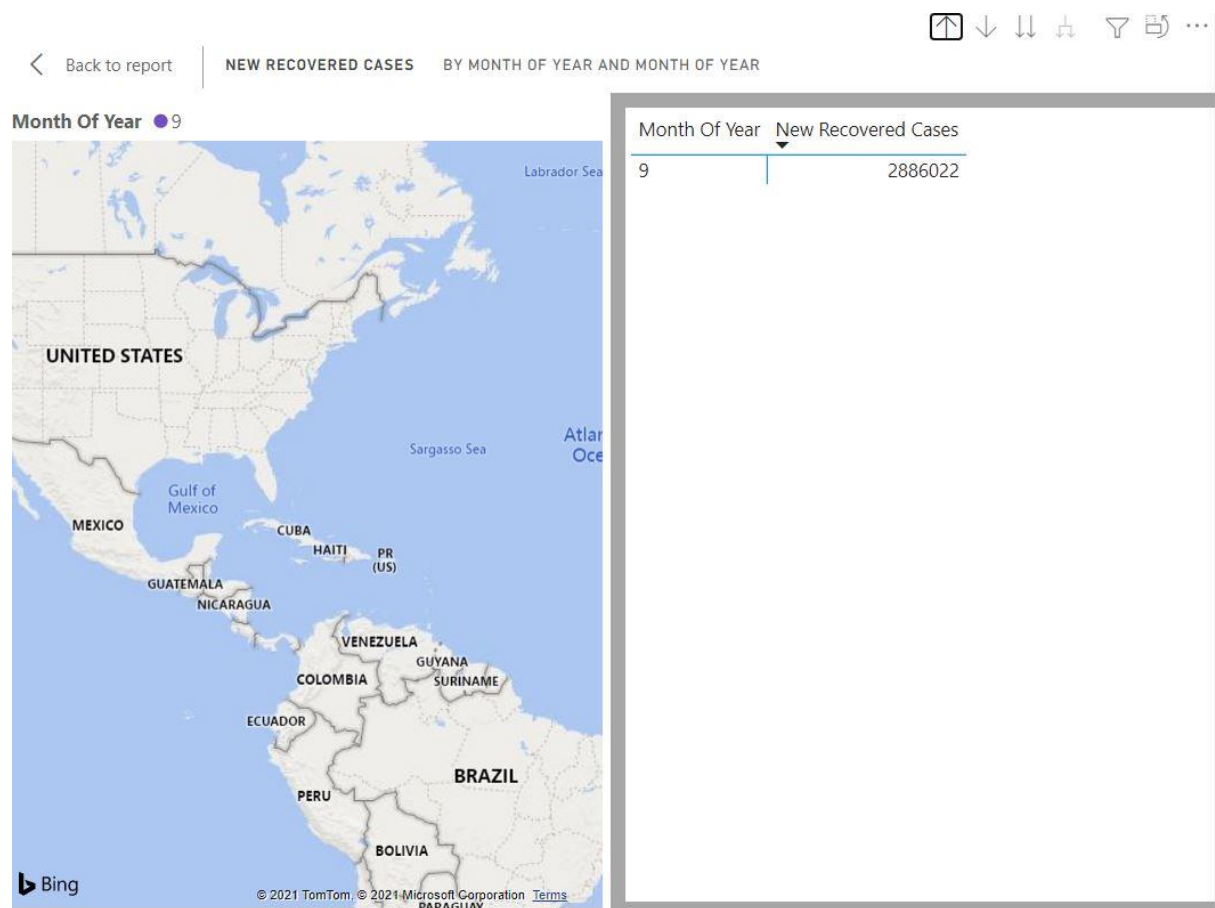 Back to report
NEW RECOVERED CASES BY MONTH OF YEAR AND MONTH OF YEAR
Month Of Year 9
Labrador Sea
UNITED STATES
Sargasso Sea
Atlan
Oce
Gulf of
Mexico
MEXICO
CUBA
HAITI
PR
(US)
GUATEMALA
NICARAGUA
VENEZUELA
GUYANA
COLOMBIA
SURINAME
ECUADOR
BRAZIL
PERU
BOLIVIA
Bing
© 2021 TomTom, © 2021 Microsoft Corporation Terms
PARAGUAY
Month Of Year New Recovered Cases
9 2886022